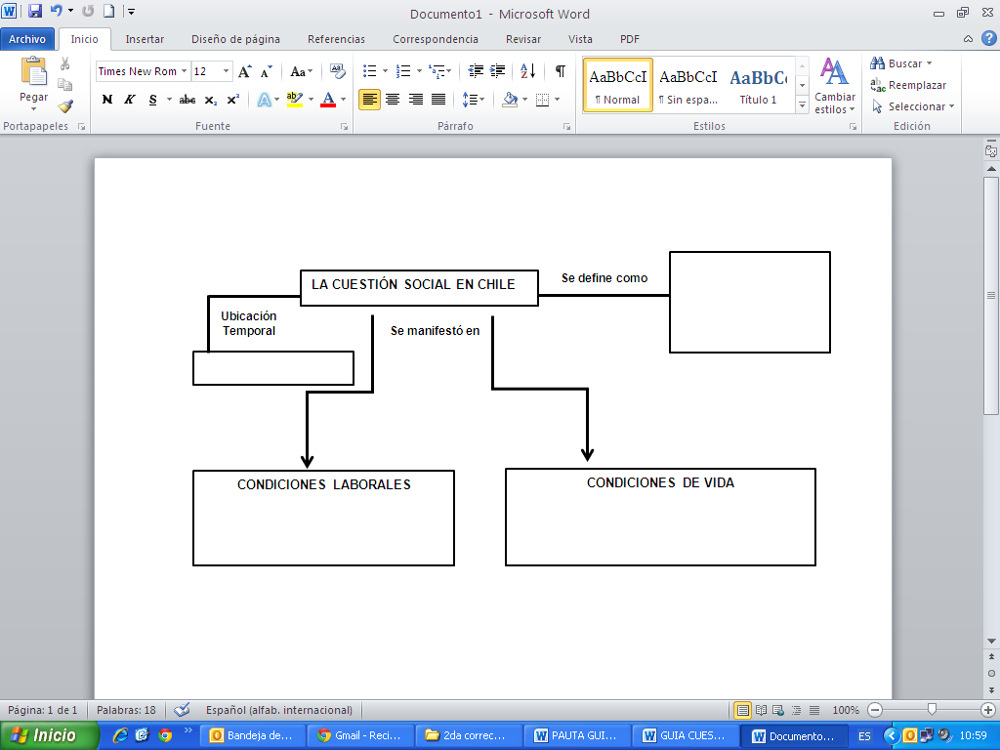 Documento1 - Microsoft Word
Archivo Inicio Insertar Diseño de página Referencias Correspondencia Revisar Vista PDF
Pegar
Portapapeles
Times New Rom 12
N K S abc x₂ x²
Aa
Fuente
Párrafo
AaBbCcI AaBbCcI AaBbC
¶ Normal ¶ Sin espa... Título 1
Cambiar
estilos
Estilos
Buscar
Reemplazar
Seleccionar
Edición
LA CUESTIÓN SOCIAL EN CHILE
Se define como
Ubicación
Temporal
Se manifestó en
CONDICIONES LABORALES
CONDICIONES DE VIDA
Página: 1 de 1 Palabras: 18 Español (alfab. internacional) 100%
Inicio Bandeja de... Gmail - Reci... 2da correc... PAUTA GUI... GUIA CUES... Documento... ES 10:59